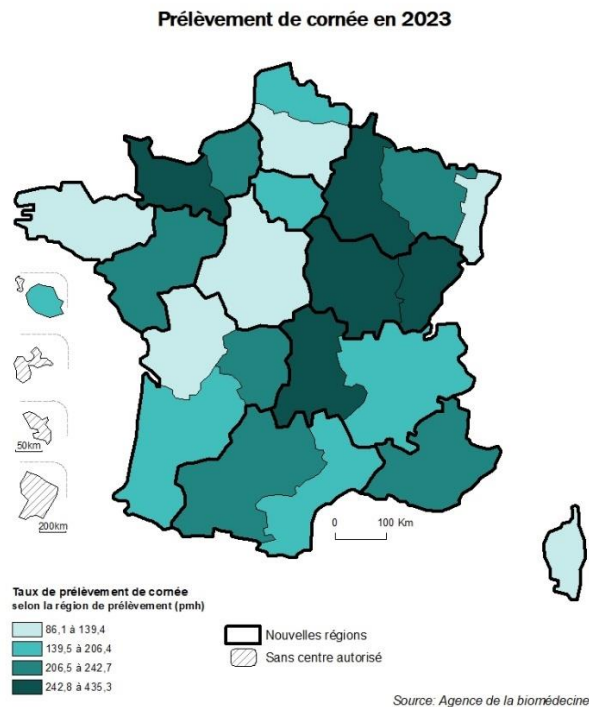 Prélèvement de cornée en 2023
50km
200km
0 100 Km
Taux de prélèvement de cornée
selon la région de prélèvement (pmh)
86,1 à 139,4
139,5 à 206,4
206,5 à 242,7
242,8 à 435,3
Nouvelles régions
Sans centre autorisé
Source: Agence de la biomédecine